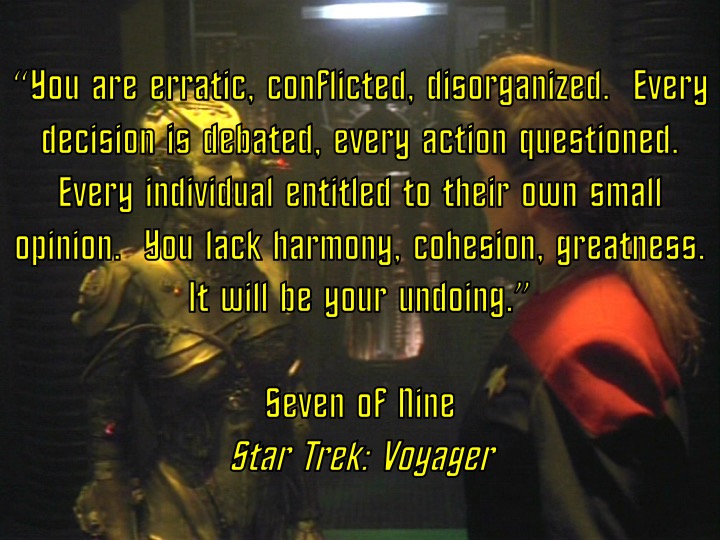 “You are erratic, conflicted, disorganized.  Every
decision is debated, every action questioned.
Every individual entitled to their own small
opinion.  You lack harmony, cohesion, greatness.
It will be your undoing.”
Seven of Nine
Star Trek: Voyager